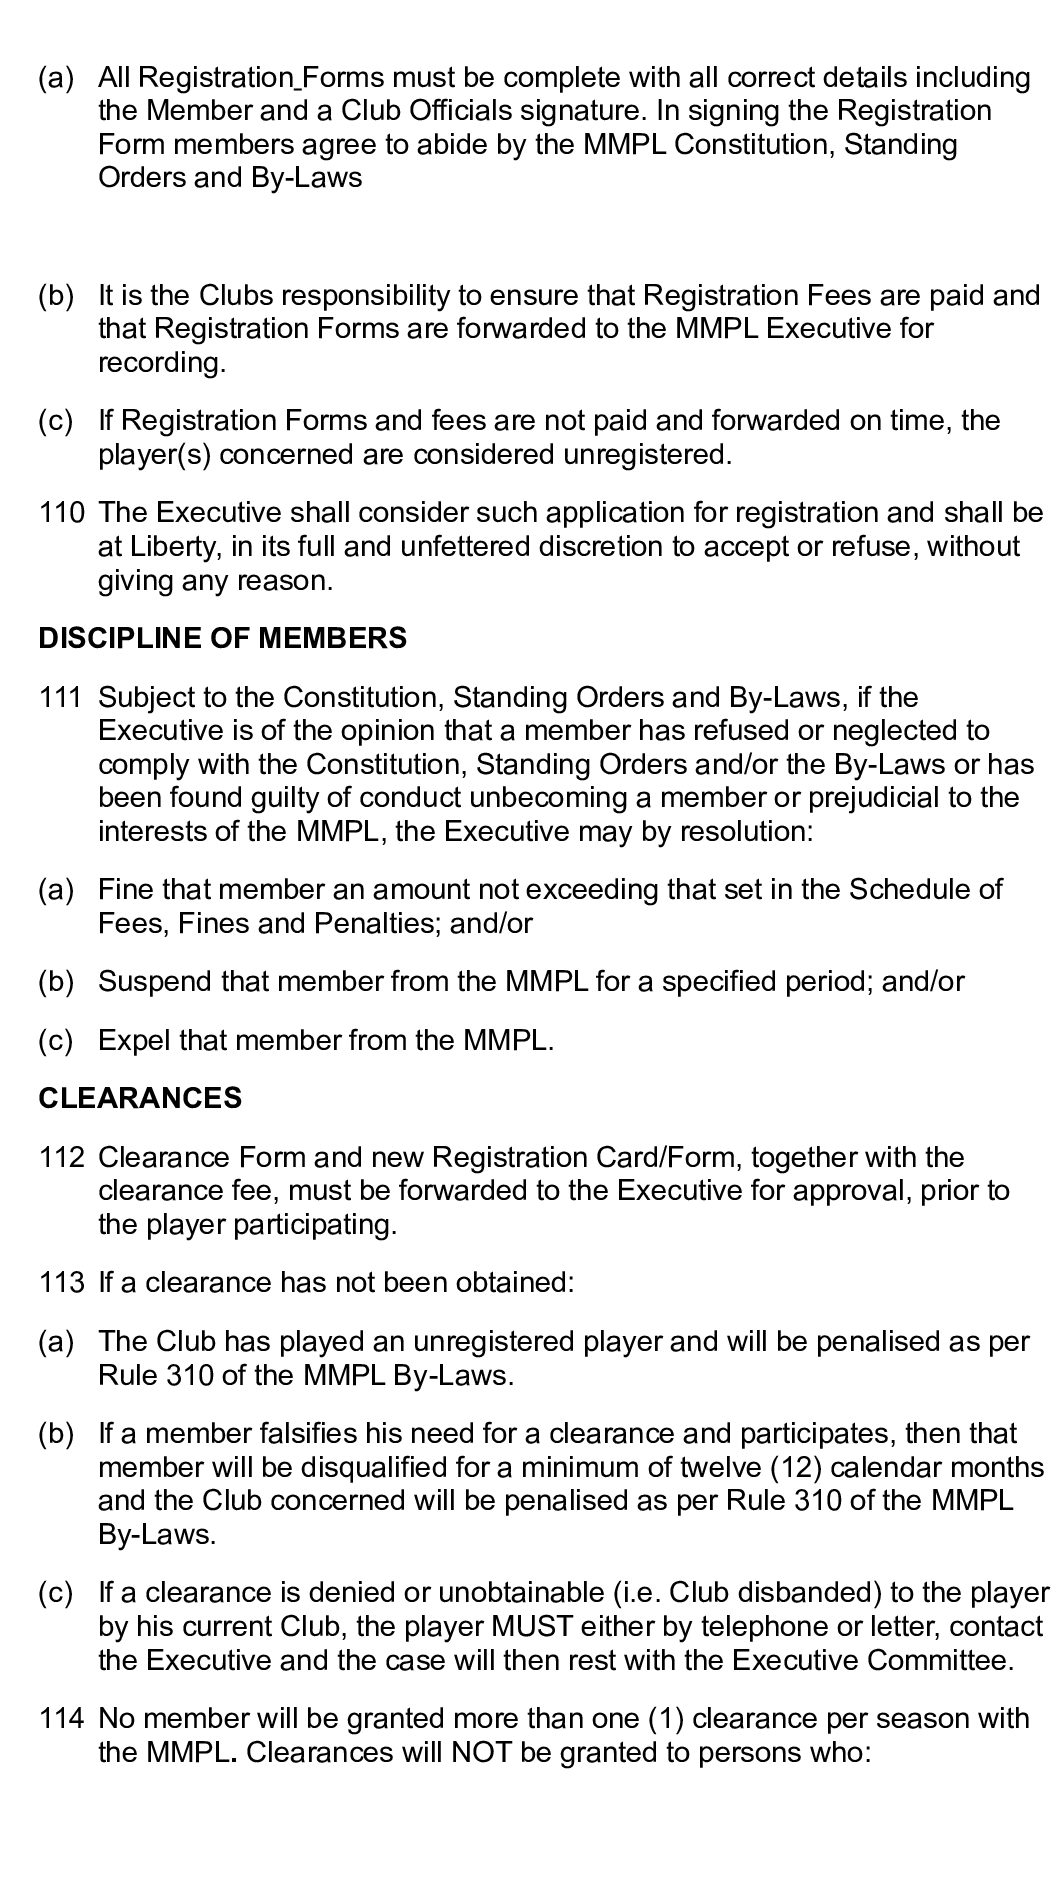 (a) All Registration Forms must be complete with all correct details including
the Member and a Club Officials signature. In signing the Registration
Form members agree to abide by the MMPL Constitution, Standing
Orders and By-Laws
(b) It is the Clubs responsibility to ensure that Registration Fees are paid and
that Registration Forms are forwarded to the MMPL Executive for
recording.
(c) If Registration Forms and fees are not paid and forwarded on time, the
player(s) concerned are considered unregistered.
110 The Executive shall consider such application for registration and shall be
at Liberty, in its full and unfettered discretion to accept or refuse, without
giving any reason.
DISCIPLINE OF MEMBERS
111 Subject to the Constitution, Standing Orders and By-Laws, if the
Executive is of the opinion that a member has refused or neglected to
comply with the Constitution, Standing Orders and/or the By-Laws or has
been found guilty of conduct unbecoming a member or prejudicial to the
interests of the MMPL, the Executive may by resolution:
(a) Fine that member an amount not exceeding that set in the Schedule of
Fees, Fines and Penalties; and/or
(b) Suspend that member from the MMPL for a specified period; and/or
(c) Expel that member from the MMPL.
CLEARANCES
112 Clearance Form and new Registration Card/Form, together with the
clearance fee, must be forwarded to the Executive for approval, prior to
the player participating.
113 If a clearance has not been obtained:
(a) The Club has played an unregistered player and will be penalised as per
Rule 310 of the MMPL By-Laws.
(b) If a member falsifies his need for a clearance and participates, then that
member will be disqualified for a minimum of twelve (12) calendar months
and the Club concerned will be penalised as per Rule 310 of the MMPL
By-Laws.
(c) If a clearance is denied or unobtainable (i.e. Club disbanded) to the player
by his current Club, the player MUST either by telephone or letter, contact
the Executive and the case will then rest with the Executive Committee.
114 No member will be granted more than one (1) clearance per season with
the MMPL. Clearances will NOT be granted to persons who: